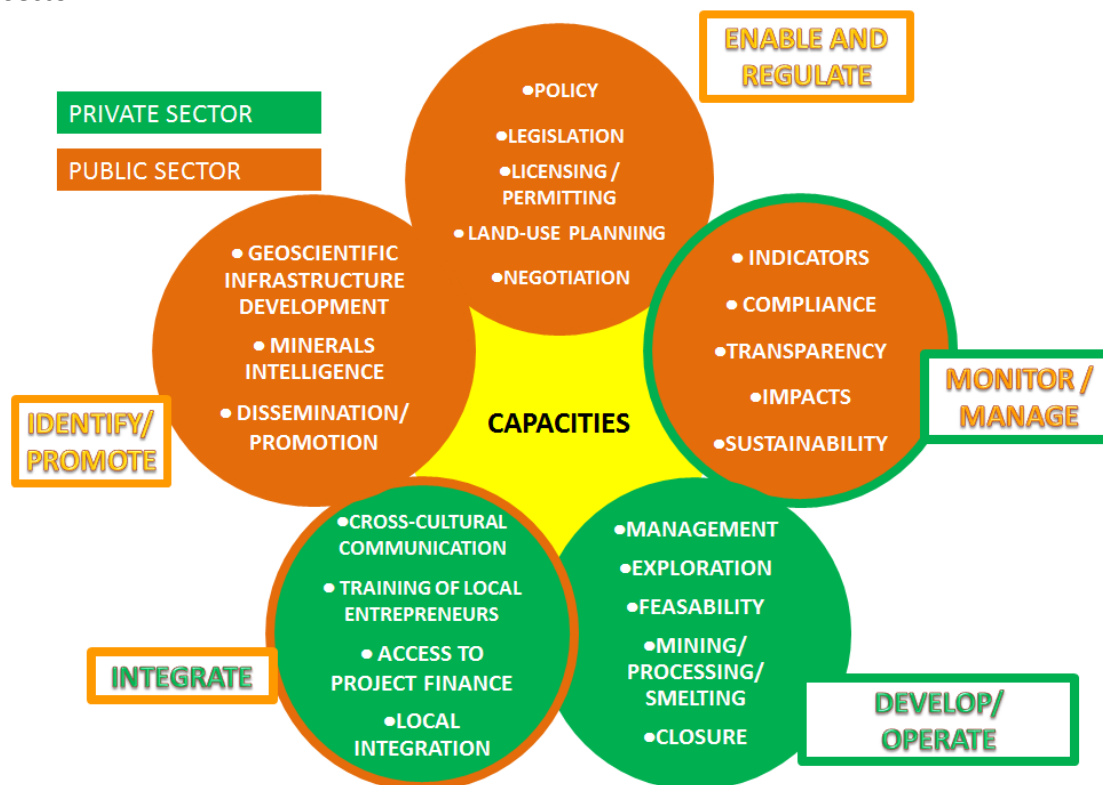 ENABLE AND
REGULATE
PRIVATE SECTOR
PUBLIC SECTOR
●POLICY
●LEGISLATION
●LICENSING /
PERMITTING
●LAND-USE PLANNING
●NEGOTIATION
● GEOSCIENTIFIC
INFRASTRUCTURE
DEVELOPMENT
● MINERALS
INTELLIGENCE
● DISSEMINATION/
PROMOTION
● INDICATORS
● COMPLIANCE
●TRANSPARENCY
●IMPACTS
●SUSTAINABILITY
MONITOR /
MANAGE
IDENTIFY/
PROMOTE
CAPACITIES
●CROSS-CULTURAL
COMMUNICATION
● TRAINING OF LOCAL
ENTREPRENEURS
● ACCESS TO
PROJECT FINANCE
●LOCAL
INTEGRATION
●MANAGEMENT
●EXPLORATION
●FEASABILITY
●MINING/
PROCESSING/
SMELTING
●CLOSURE
INTEGRATE
DEVELOP/
OPERATE